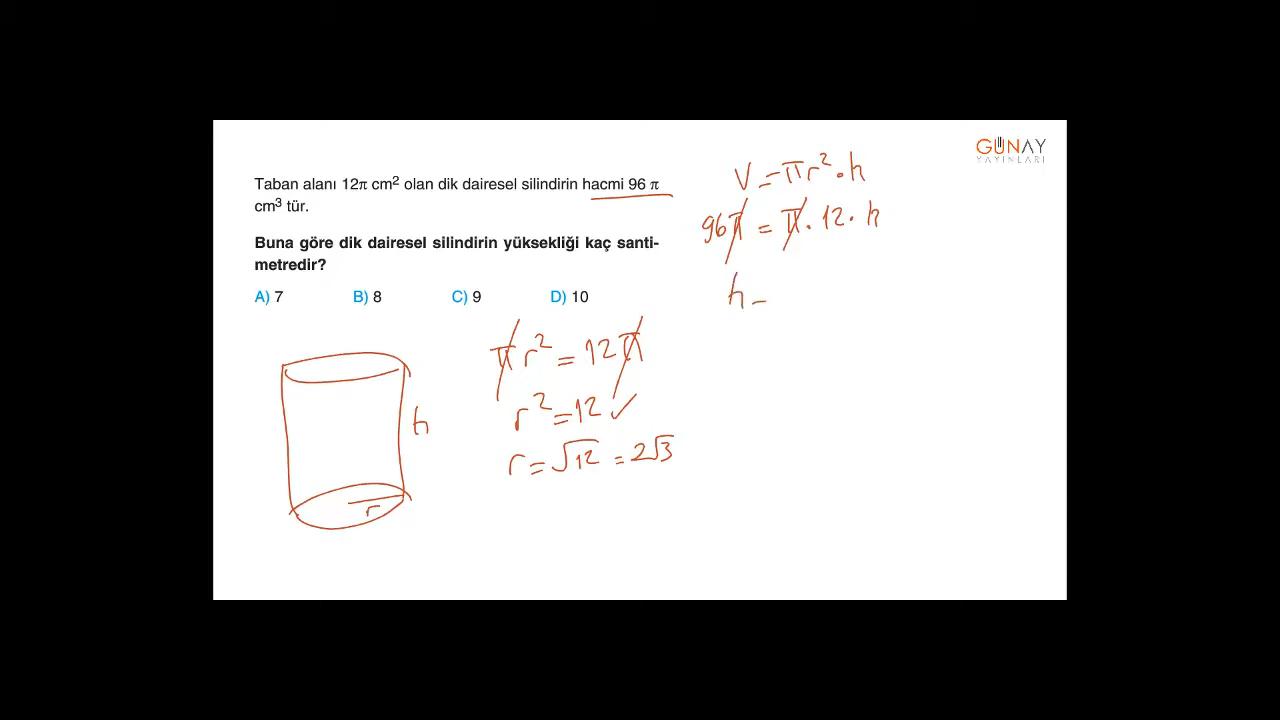 GÜNAY
YAYINLARI
Taban alanı 12π cm² olan dik dairesel silindirin hacmi 96 π
cm³ tür.
Buna göre dik dairesel silindirin yüksekliği kaç santi-
metredir?
A) 7 B) 8 C) 9 D) 10
V = πr² · h
96π = π · 12 · h
h =
πr² = 12π
r² = 12 ✓
r = √12 = 2√3
h
r